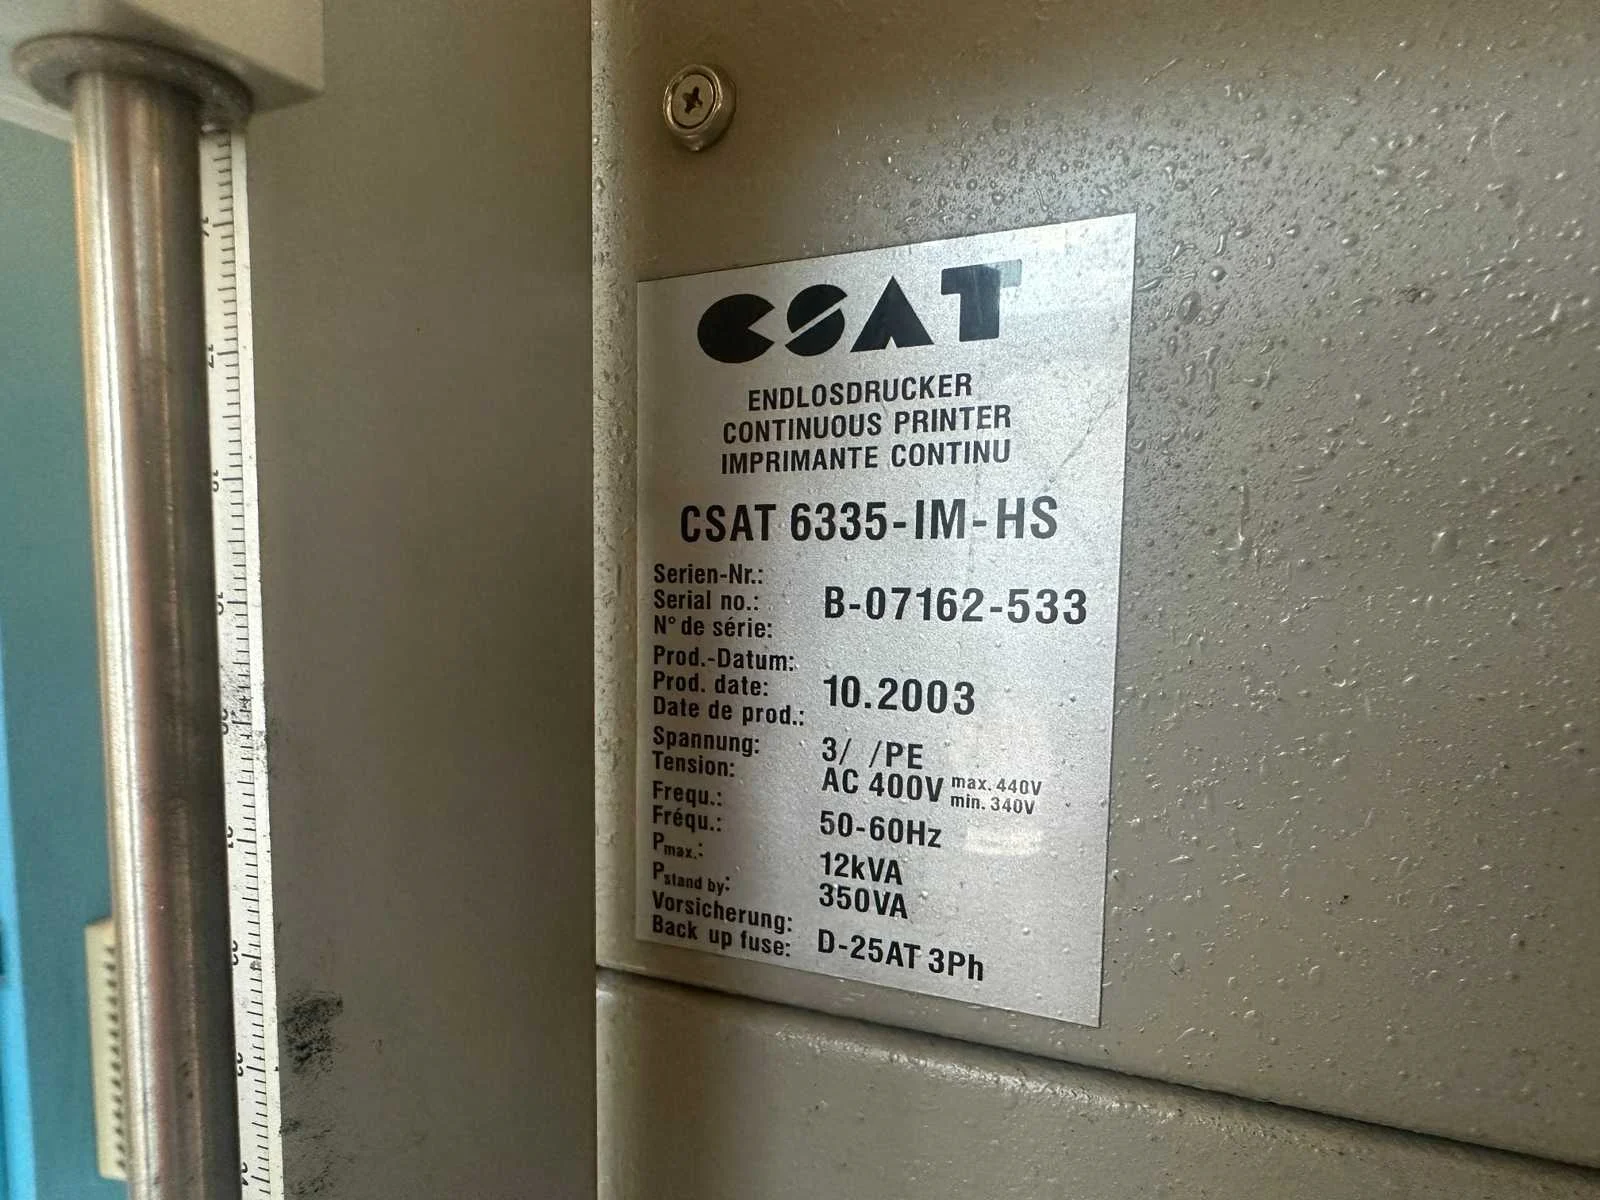 CSAT
ENDLOSDRUCKER
CONTINUOUS PRINTER
IMPRIMANTE CONTINU
CSAT 6335-IM-HS
Serien-Nr.:
Serial no.: B-07162-533
N° de série:
Prod.-Datum:
Prod. date: 10.2003
Date de prod.:
Spannung: 3/ /PE
Tension: AC 400V max. 440V
min. 340V
Frequ.:
Fréqu.: 50-60Hz
Pmax.: 12kVA
Pstand by: 350VA
Vorsicherung:
Back up fuse: D-25AT 3Ph